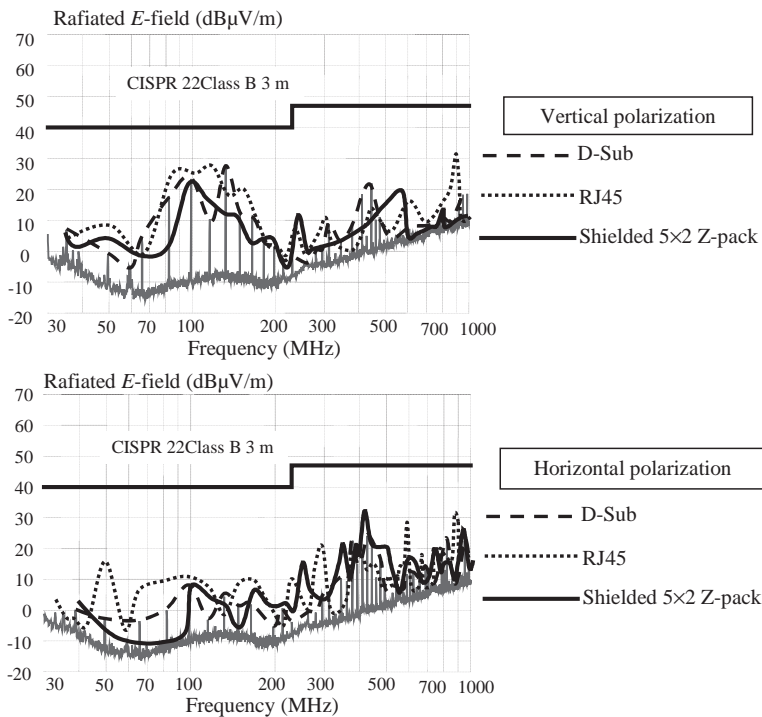 Rafiated E-field (dBµV/m)
70
60
50
40
30
20
10
0
-10
-20
CISPR 22Class B 3 m
30 50 70 100 200 300 500 700 1000
Frequency (MHz)
Vertical polarization
D-Sub
RJ45
Shielded 5×2 Z-pack
Rafiated E-field (dBµV/m)
70
60
50
40
30
20
10
0
-10
-20
CISPR 22Class B 3 m
30 50 70 100 200 300 500 700 1000
Frequency (MHz)
Horizontal polarization
D-Sub
RJ45
Shielded 5×2 Z-pack